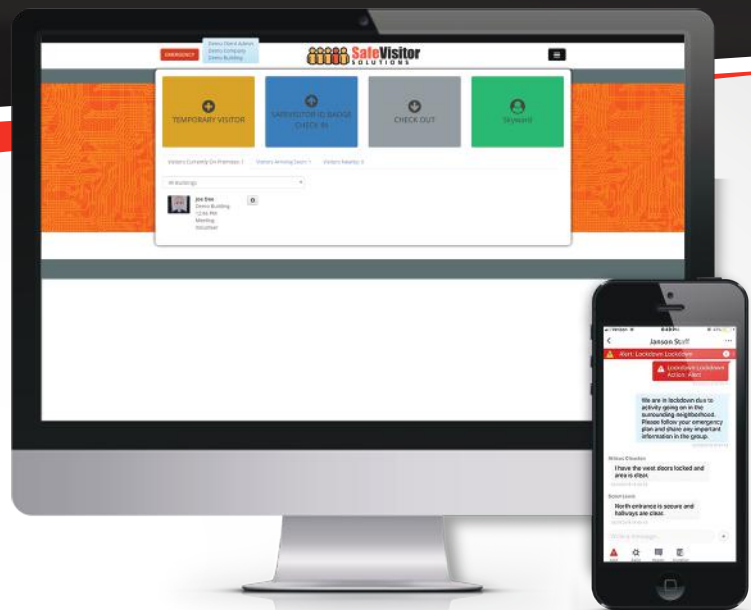 EMERGENCY
Demo Client Admin
Demo Company
Demo Building
SafeVisitor
SOLUTIONS
TEMPORARY VISITOR
SAFEVISITOR ID BADGE
CHECK IN
CHECK OUT
Skyward
Visitors Currently On Premises: 1
Visitors Arriving Soon: 1
Visitors Nearby: 0
All Buildings
Joe Doe
Demo Building
12:46 PM
Meeting
Volunteer
Janson Staff
Alert: Lockdown Lockdown
Lockdown Lockdown
Action: Alert
We are in lockdown due to
activity going on in the
surrounding neighborhood.
Please follow your emergency
plan and share any important
information in the group.
I have the west doors locked and
area is clear.
North entrance is secure and
hallways are clear.